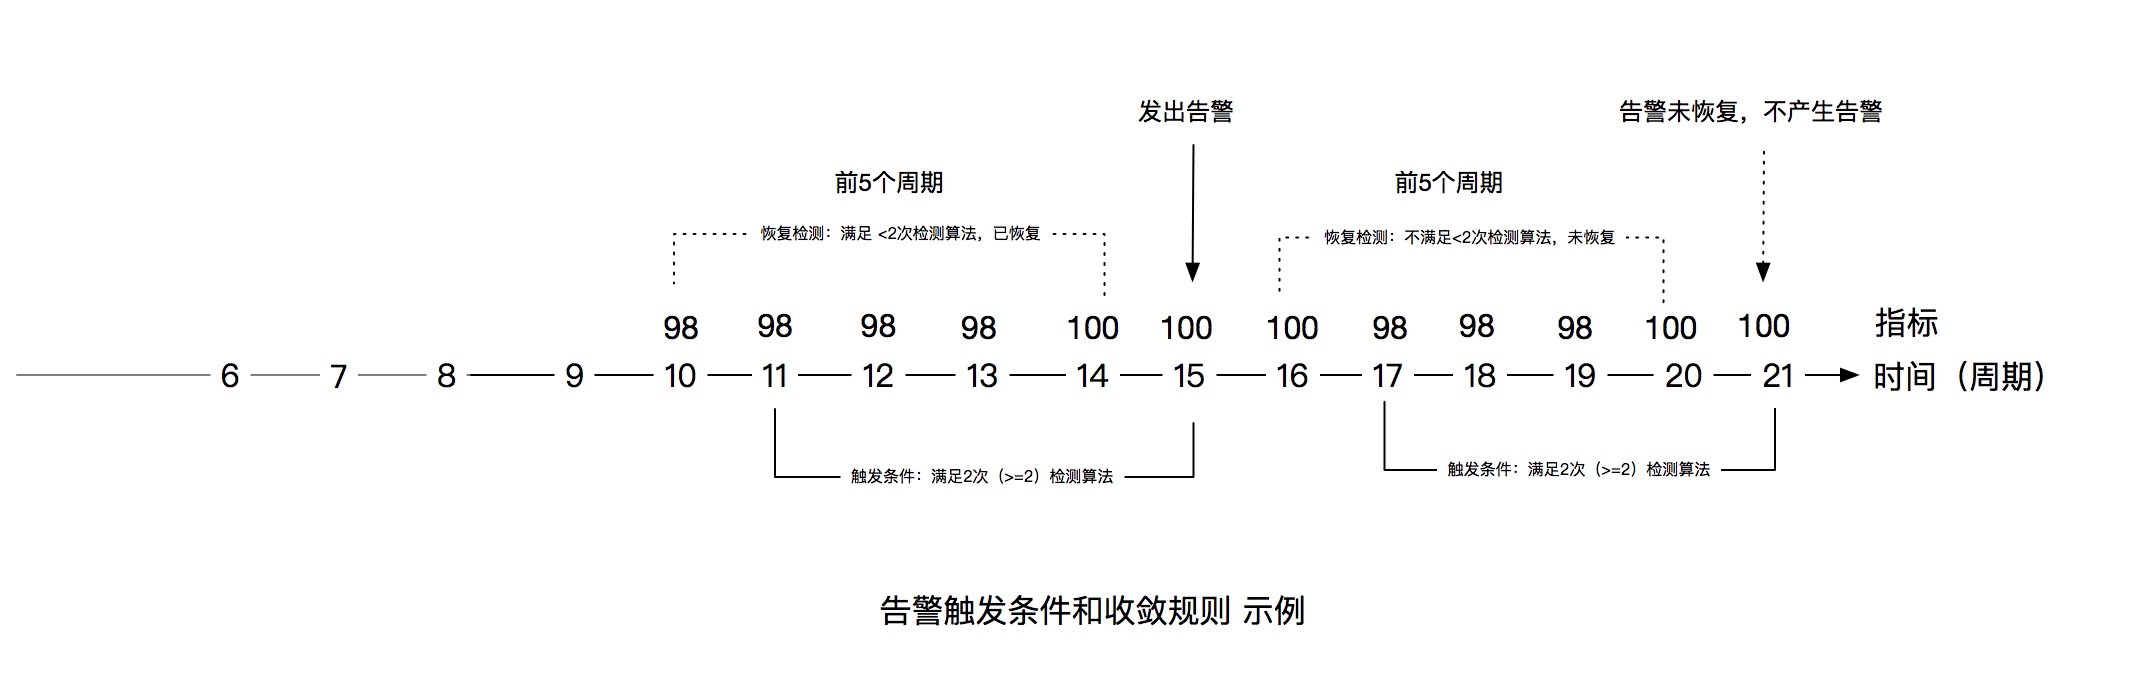 发出告警
告警未恢复，不产生告警
前5个周期
前5个周期
恢复检测：满足 <2次检测算法，已恢复
恢复检测：不满足<2次检测算法，未恢复
98 98 98 98 100 100 100 98 98 98 100 100 指标
6 7 8 9 10 11 12 13 14 15 16 17 18 19 20 21 时间（周期）
触发条件：满足2次（>=2）检测算法
触发条件：满足2次（>=2）检测算法
告警触发条件和收敛规则 示例